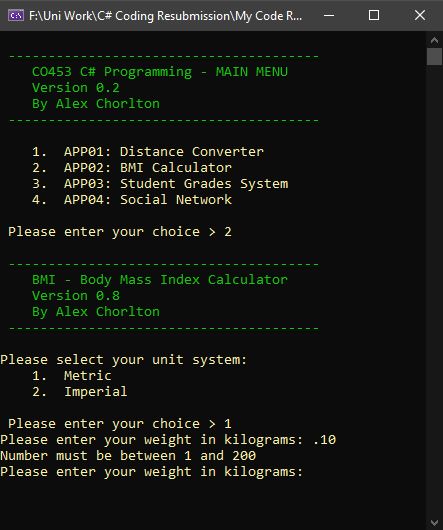 F:\Uni Work\C# Coding Resubmission\My Code R...
---------------------------------------
CO453 C# Programming - MAIN MENU
Version 0.2
By Alex Chorlton
---------------------------------------
1. APP01: Distance Converter
2. APP02: BMI Calculator
3. APP03: Student Grades System
4. APP04: Social Network
Please enter your choice > 2
---------------------------------------
BMI - Body Mass Index Calculator
Version 0.8
By Alex Chorlton
---------------------------------------
Please select your unit system:
1. Metric
2. Imperial
Please enter your choice > 1
Please enter your weight in kilograms: .10
Number must be between 1 and 200
Please enter your weight in kilograms: